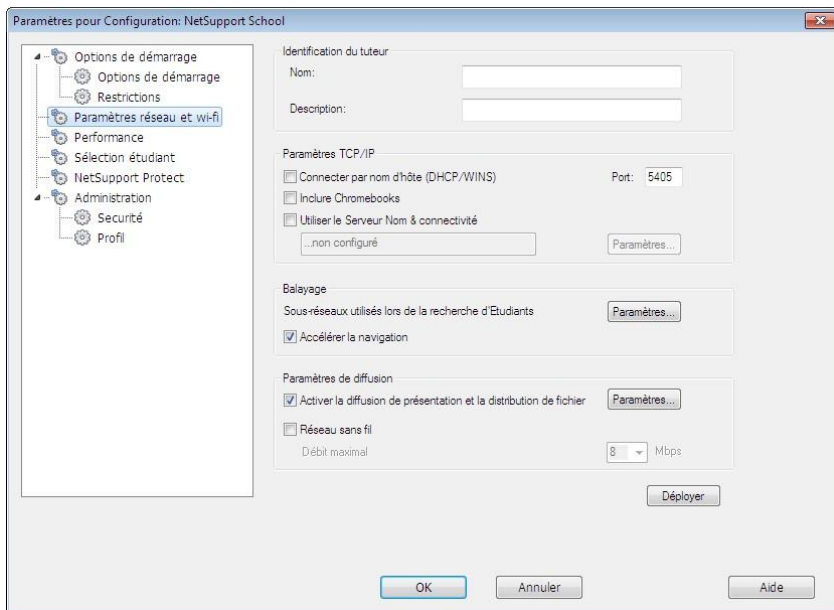 Paramètres pour Configuration: NetSupport School
Options de démarrage
Options de démarrage
Restrictions
Paramètres réseau et wi-fi
Performance
Sélection étudiant
NetSupport Protect
Administration
Securité
Profil
Identification du tuteur
Nom:
Description:
Paramètres TCP/IP
Connecter par nom d'hôte (DHCP/WINS)
Port: 5405
Inclure Chromebooks
Utiliser le Serveur Nom & connectivité
...non configuré
Paramètres...
Balayage
Sous-réseaux utilisés lors de la recherche d'Etudiants
Paramètres...
Accélérer la navigation
Paramètres de diffusion
Activer la diffusion de présentation et la distribution de fichier
Paramètres...
Réseau sans fil
Débit maximal
8 Mbps
Déployer
OK
Annuler
Aide